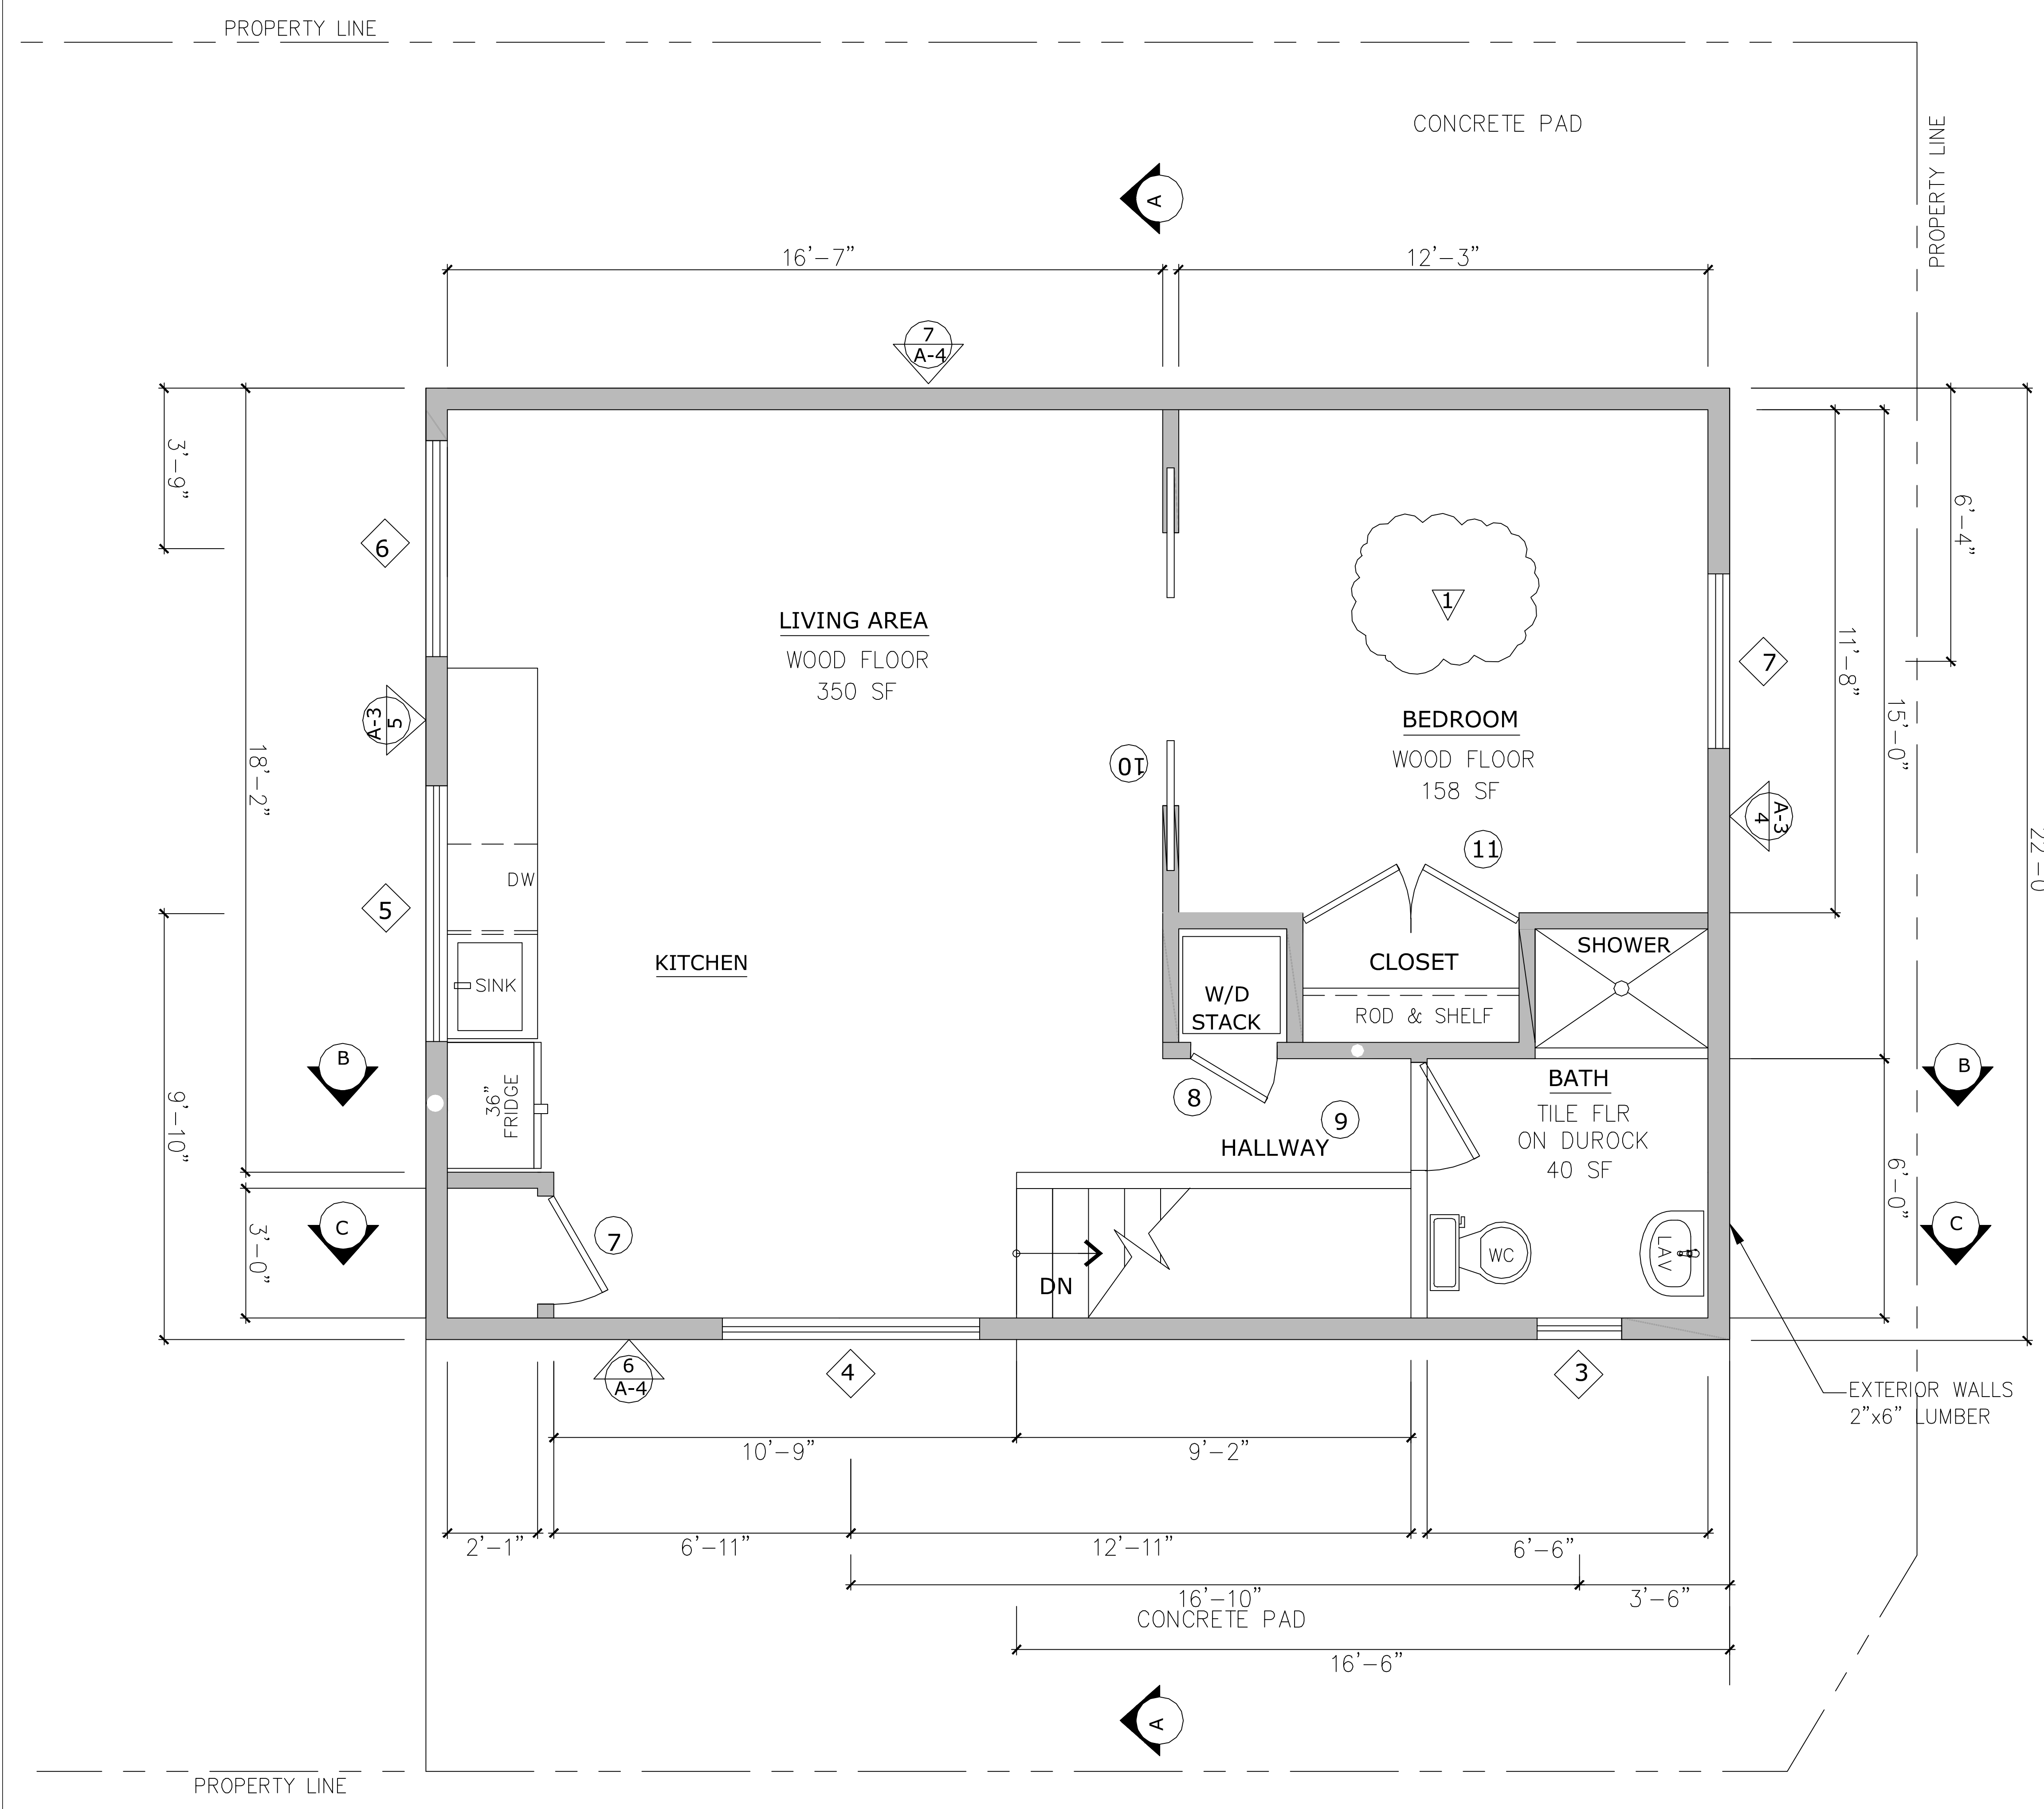 PROPERTY LINE
CONCRETE PAD
PROPERTY LINE
A
16'-7"
12'-3"
7
A-4
3'-9"
6'-4"
6
1
LIVING AREA
WOOD FLOOR
350 SF
7
11'-8"
BEDROOM
WOOD FLOOR
158 SF
A-3
5
15'-0"
18'-2"
10
A-3
4
22'-0
11
DW
5
KITCHEN
CLOSET
SHOWER
SINK
W/D
STACK
ROD & SHELF
B
B
36"
FRIDGE
8
9
BATH
TILE FLR
ON DUROCK
40 SF
9'-10"
HALLWAY
6'-0"
C
C
3'-0"
7
DN
WC
LAV
6
A-4
4
3
EXTERIOR WALLS
2"x6" LUMBER
10'-9"
9'-2"
2'-1"
6'-11"
12'-11"
6'-6"
16'-10"
3'-6"
CONCRETE PAD
16'-6"
A
PROPERTY LINE